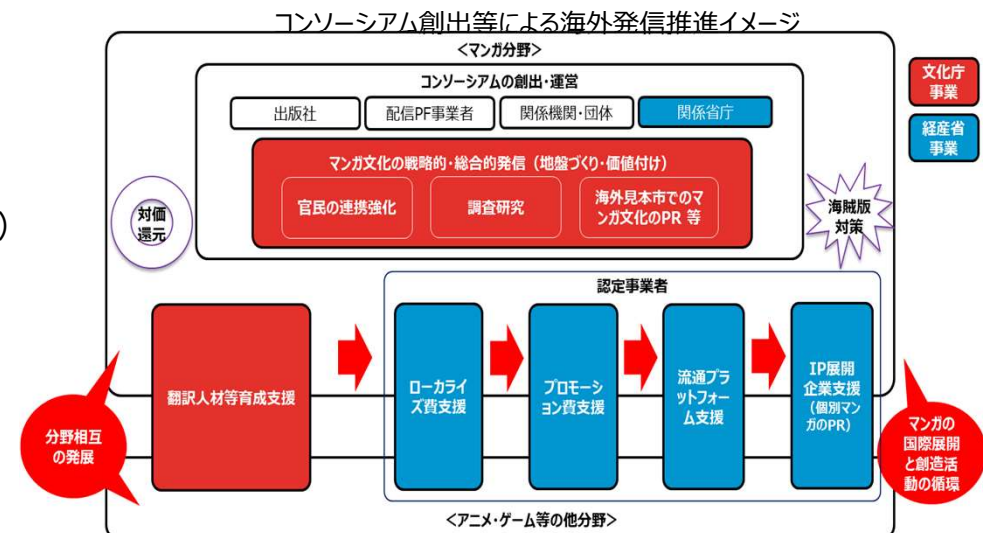 コンソーシアム創出等による海外発信推進イメージ
<マンガ分野>
コンソーシアムの創出・運営
出版社
配信PF事業者
関係機関・団体
関係省庁
文化庁
事業
経産省
事業
マンガ文化の戦略的・総合的発信（地盤づくり・価値付け）
官民の連携強化
調査研究
海外見本市でのマ
ンガ文化のPR 等
対価
還元
海賊版
対策
）
認定事業者
翻訳人材等育成支援
ローカライ
ズ費支援
プロモーシ
ョン費支援
流通プラ
ットフォー
ム支援
IP展開
企業支援
（個別マン
ガのPR）
分野相互
の発展
マンガの
国際展開
と創造活
動の循環
<アニメ・ゲーム等の他分野>